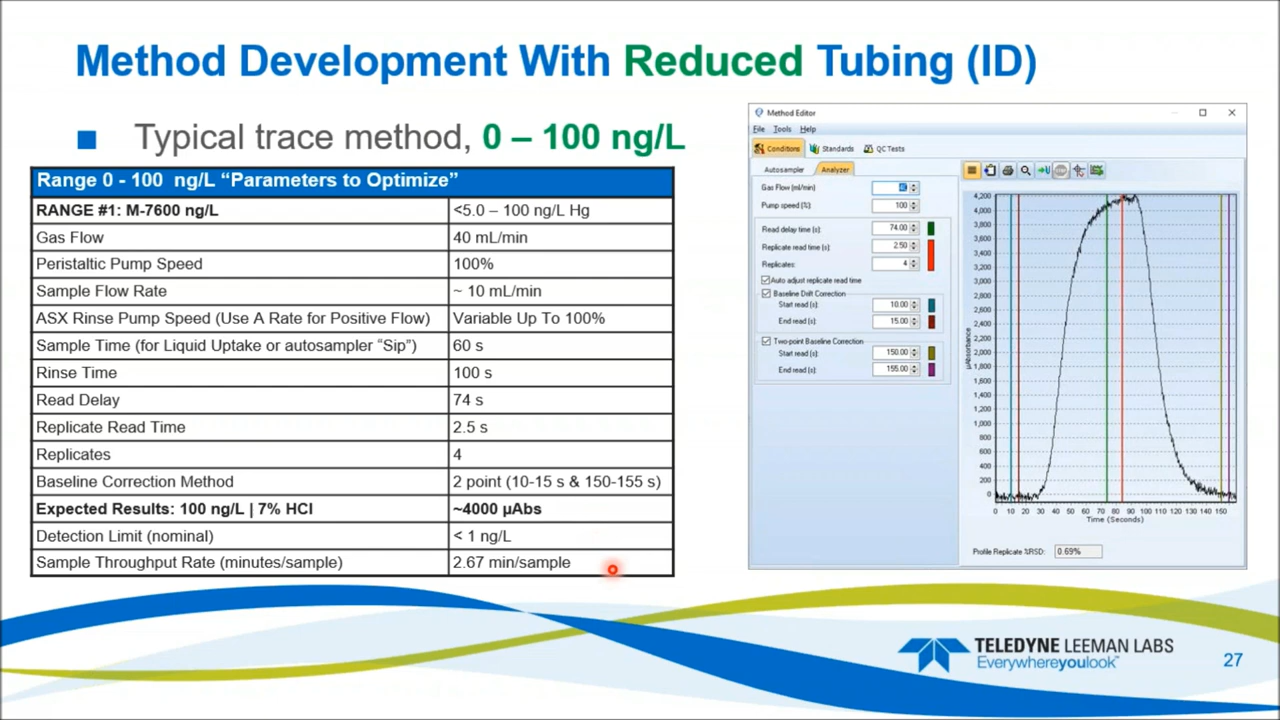 Method Development With Reduced Tubing (ID)
Typical trace method, 0 – 100 ng/L
Range 0 - 100 ng/L “Parameters to Optimize”
RANGE #1: M-7600 ng/L <5.0 – 100 ng/L Hg
Gas Flow 40 mL/min
Peristaltic Pump Speed 100%
Sample Flow Rate ~ 10 mL/min
ASX Rinse Pump Speed (Use A Rate for Positive Flow) Variable Up To 100%
Sample Time (for Liquid Uptake or autosampler “Sip”) 60 s
Rinse Time 100 s
Read Delay 74 s
Replicate Read Time 2.5 s
Replicates 4
Baseline Correction Method 2 point (10-15 s & 150-155 s)
Expected Results: 100 ng/L | 7% HCl ~4000 µAbs
Detection Limit (nominal) < 1 ng/L
Sample Throughput Rate (minutes/sample) 2.67 min/sample
Method Editor
File Tools Help
Conditions Standards QC Tests
Autosampler Analyzer
Gas Flow (ml/min)
Pump speed (%): 100
Read delay time (s): 74.00
Replicate read time (s): 2.50
Replicates: 4
Auto adjust replicate read time
Baseline Drift Correction
Start read (s): 10.00
End read (s): 15.00
Two-point Baseline Correction
Start read (s): 150.00
End read (s): 155.00
µAbsorbance
4,200
4,000
3,800
3,600
3,400
3,200
3,000
2,800
2,600
2,400
2,200
2,000
1,800
1,600
1,400
1,200
1,000
800
600
400
200
0
0 10 20 30 40 50 60 70 80 90 100 110 120 130 140 150
Time (Seconds)
Profile Replicate %RSD: 0.69%
TELEDYNE LEEMAN LABS
Everywhereyoulook™
27